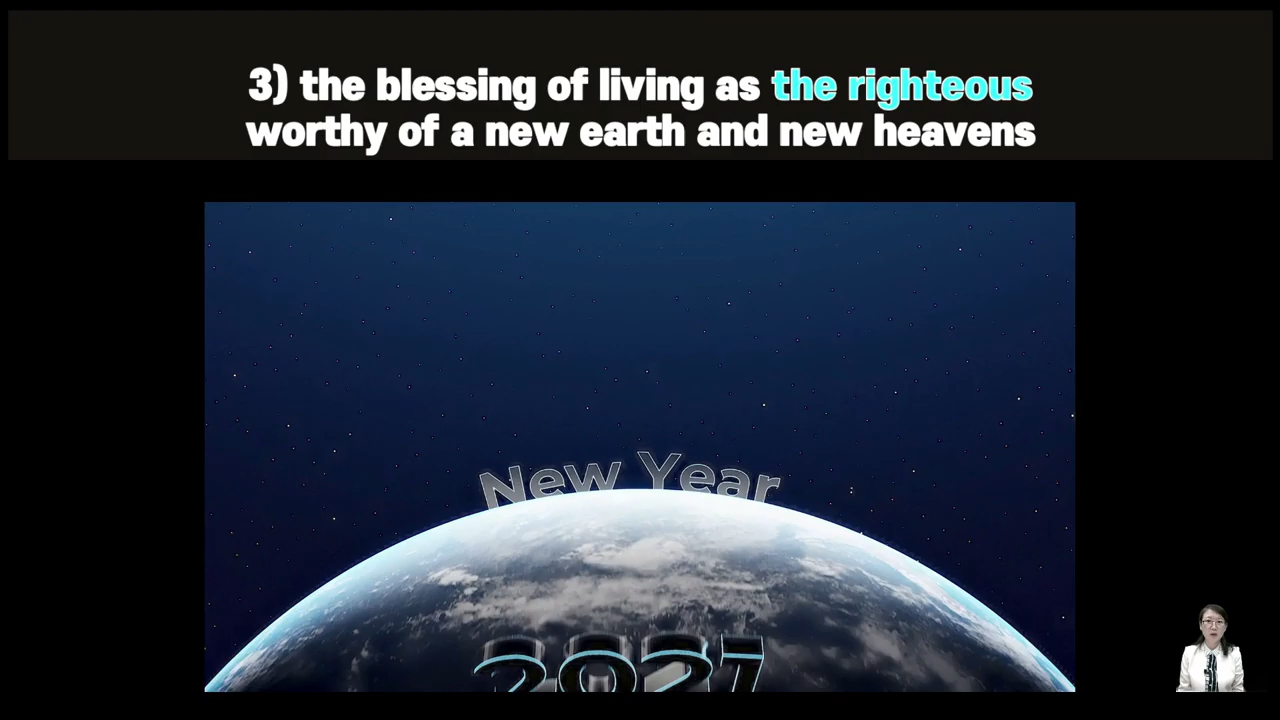 3) the blessing of living as the righteous
worthy of a new earth and new heavens
New Year
2021